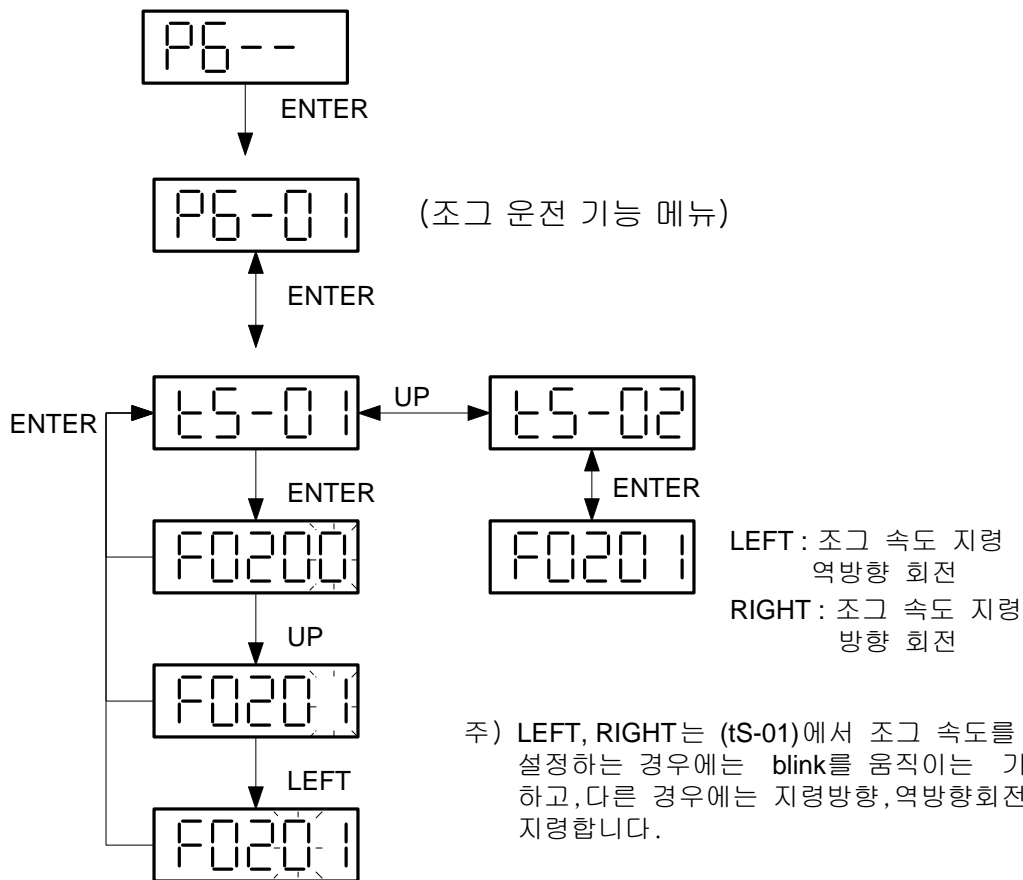 P6--
ENTER
P6-01
(조그 운전 기능 메뉴)
ENTER
ENTER
tS-01
UP
tS-02
ENTER
F0200
ENTER
F0201
LEFT : 조그 속도 지령
역방향 회전
RIGHT : 조그 속도 지령
방향 회전
UP
F0201
LEFT
F0201
주) LEFT, RIGHT는 (tS-01)에서 조그 속도를
설정하는 경우에는 blink를 움직이는 기
하고,다른 경우에는 지령방향,역방향회전
지령합니다.